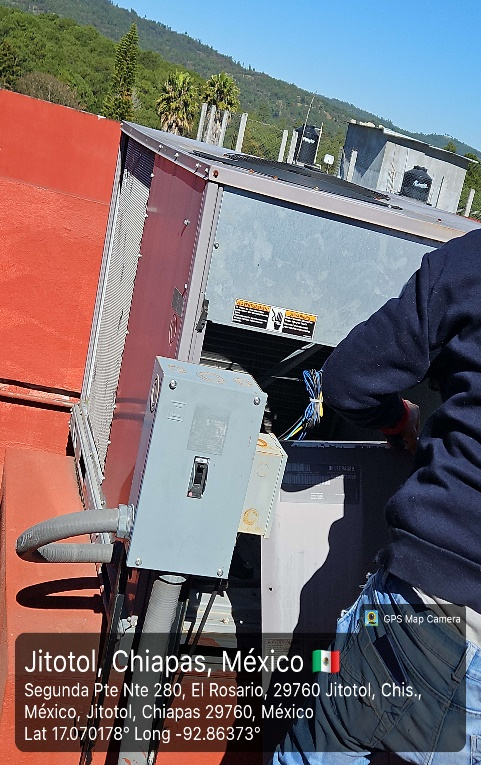 GPS Map Camera
Jitotol, Chiapas, México
Segunda Pte Nte 280, El Rosario, 29760 Jitotol, Chis.,
México, Jitotol, Chiapas 29760, México
Lat 17.070178° Long -92.86373°